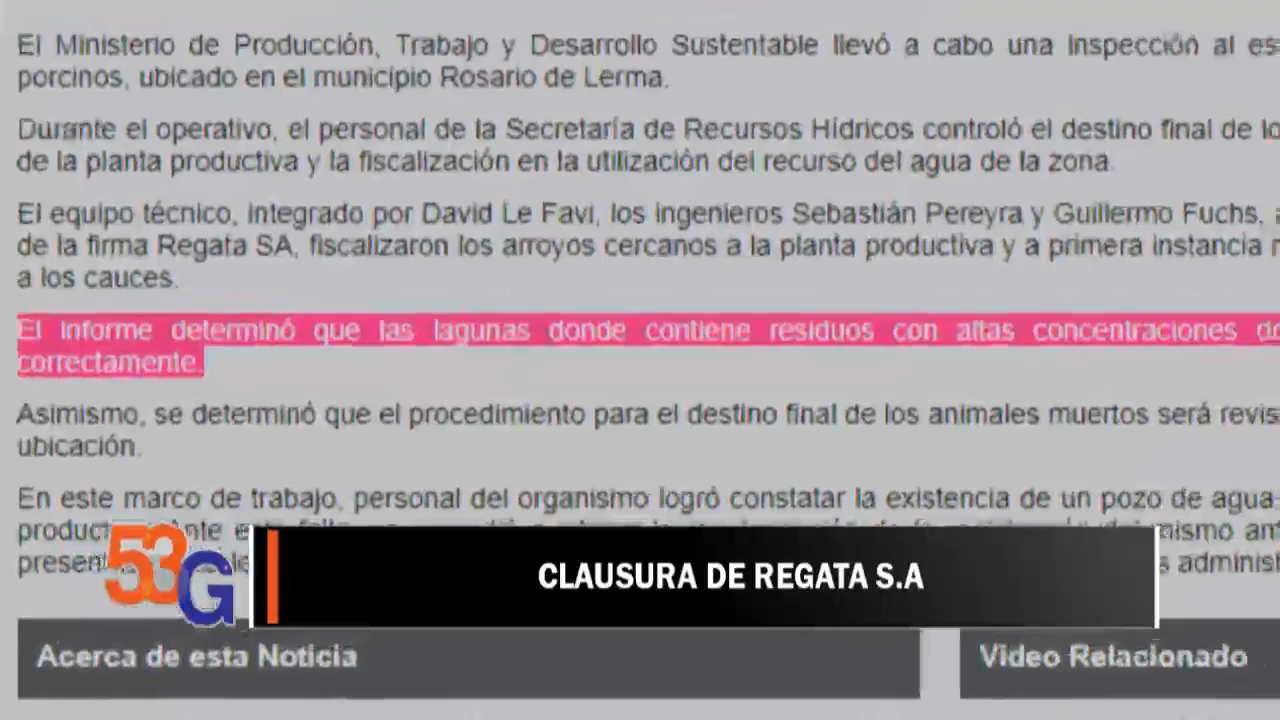 El Ministerio de Producción, Trabajo y Desarrollo Sustentable llevó a cabo una inspección al es
porcinos, ubicado en el municipio Rosario de Lerma.
Durante el operativo, el personal de la Secretaría de Recursos Hídricos controló el destino final de lo
de la planta productiva y la fiscalización en la utilización del recurso del agua de la zona.
El equipo técnico, integrado por David Le Favi, los ingenieros Sebastián Pereyra y Guillermo Fuchs,
de la firma Regata SA, fiscalizaron los arroyos cercanos a la planta productiva y a primera instancia
a los cauces.
El informe determinó que las lagunas donde contiene residuos con altas concentraciones d
correctamente.
Asimismo, se determinó que el procedimiento para el destino final de los animales muertos será revis
ubicación.
En este marco de trabajo, personal del organismo logró constatar la existencia de un pozo de agua
product
presen
mismo am
s adminis
53G
CLAUSURA DE REGATA S.A
Acerca de esta Noticia
Video Relacionado